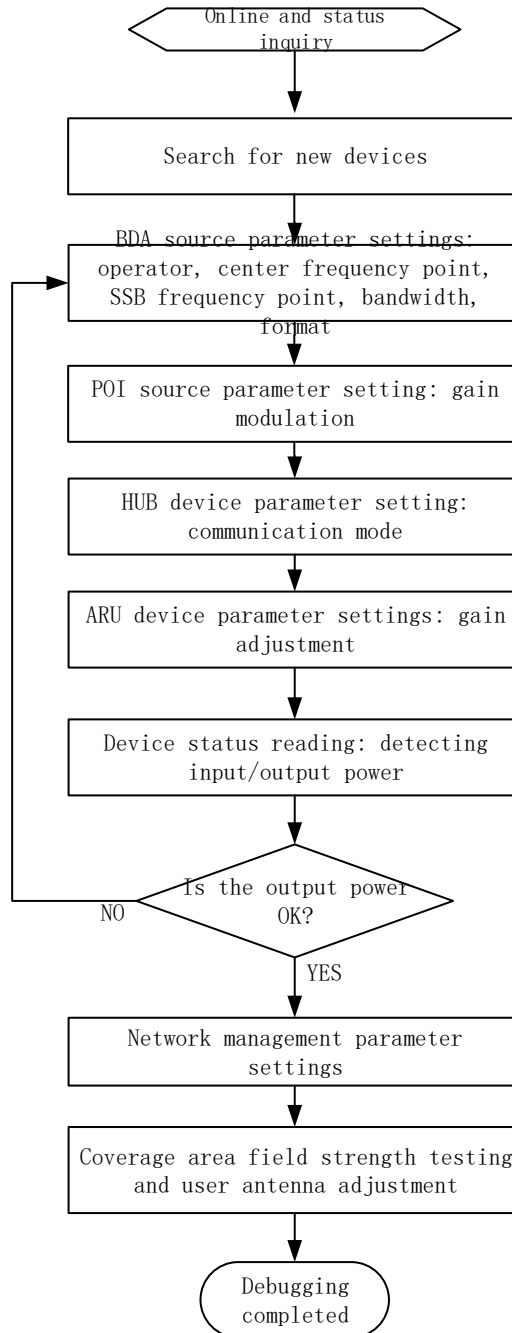 Online and status
inquiry
Search for new devices
BDA source parameter settings:
operator, center frequency point,
SSB frequency point, bandwidth,
format
POI source parameter setting: gain
modulation
HUB device parameter setting:
communication mode
ARU device parameter settings: gain
adjustment
Device status reading: detecting
input/output power
Is the output power
OK?
NO
YES
Network management parameter
settings
Coverage area field strength testing
and user antenna adjustment
Debugging
completed